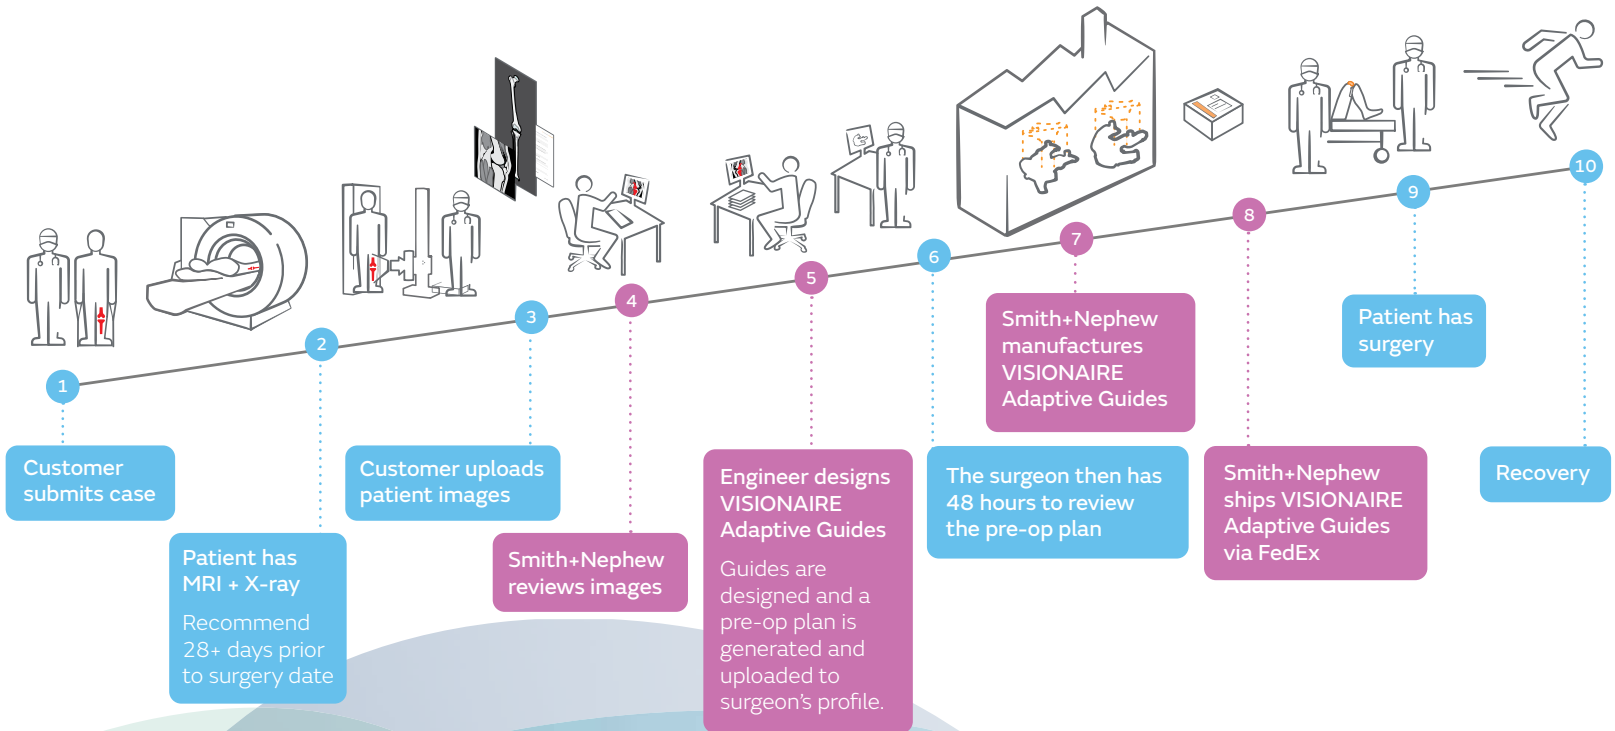 1
Customer
submits case
2
Patient has
MRI + X-ray
Recommend
28+ days prior
to surgery date
3
Customer uploads
patient images
4
Smith+Nephew
reviews images
5
Engineer designs
VISIONAIRE
Adaptive Guides
Guides are
designed and a
pre-op plan is
generated and
uploaded to
surgeon’s profile.
6
The surgeon then has
48 hours to review
the pre-op plan
7
Smith+Nephew
manufactures
VISIONAIRE
Adaptive Guides
8
Smith+Nephew
ships VISIONAIRE
Adaptive Guides
via FedEx
9
Patient has
surgery
10
Recovery